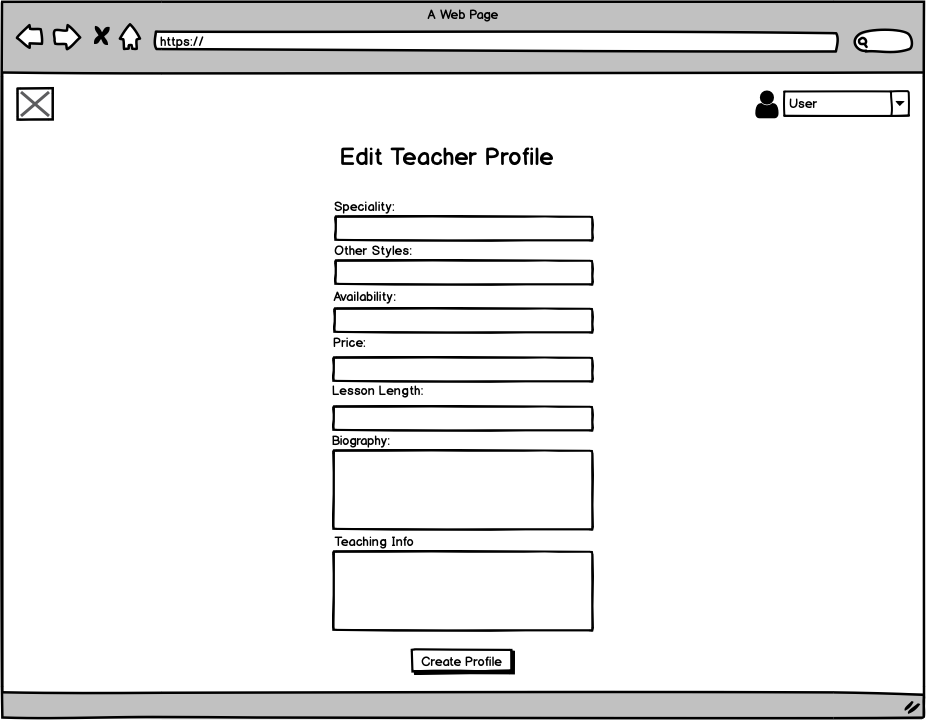 A Web Page
https://
User
Edit Teacher Profile
Speciality:
Other Styles:
Availability:
Price:
Lesson Length:
Biography:
Teaching Info
Create Profile